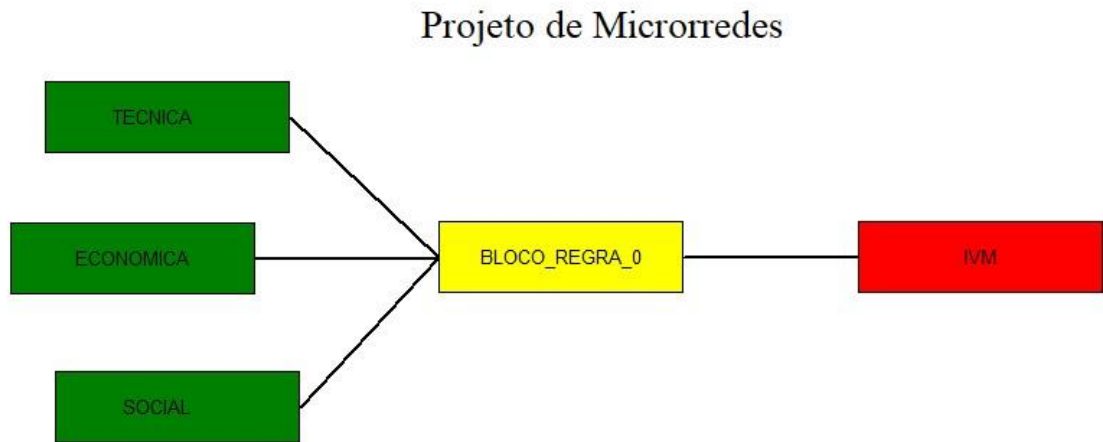 Projeto de Microrredes
TECNICA
ECONOMICA
BLOCO_REGRA_0
IVM
SOCIAL